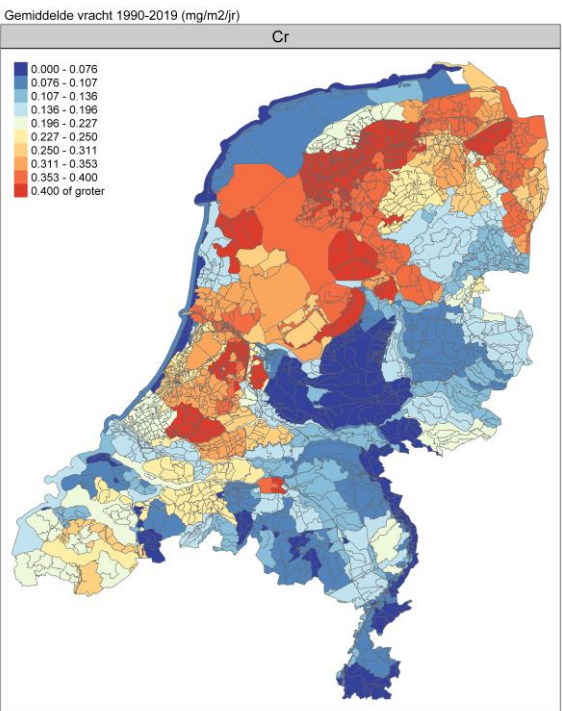 Gemiddelde vracht 1990-2019 (mg/m2/jr)
Cr
0.000 - 0.076
0.076 - 0.107
0.107 - 0.136
0.136 - 0.196
0.196 - 0.227
0.227 - 0.250
0.250 - 0.311
0.311 - 0.353
0.353 - 0.400
0.400 of groter